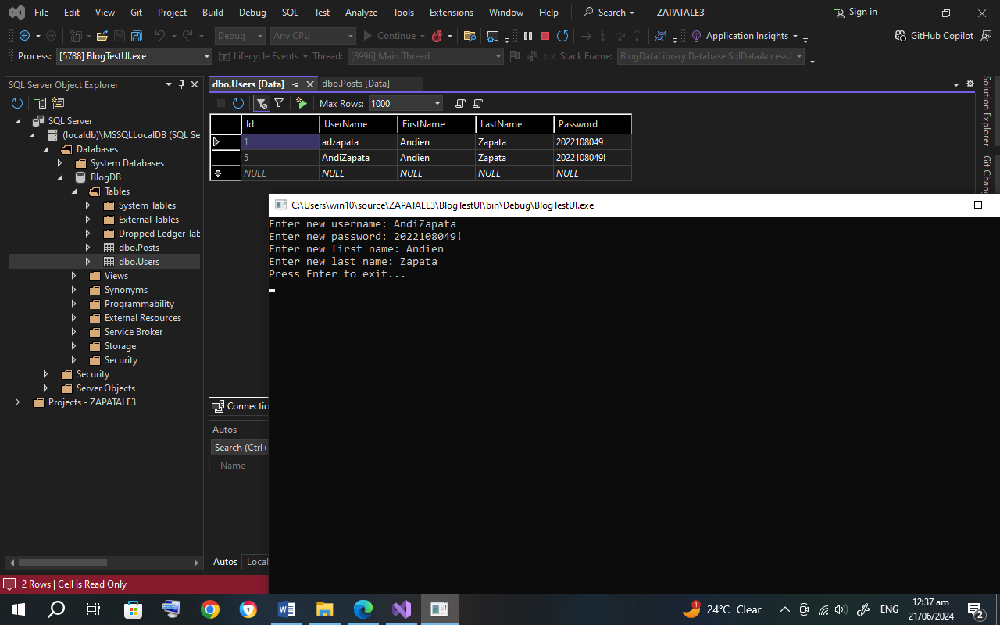 File Edit View Git Project Build Debug SQL Test Analyze Tools Extensions Window Help Search ZAPATALE3 Sign in
Debug Any CPU Continue Application Insights GitHub Copilot
Process: [5788] BlogTestUI.exe Lifecycle Events Thread: [8996] Main Thread Stack Frame: BlogDataLibrary.Database.SqlDataAccess.L
SQL Server Object Explorer
SQL Server
(localdb)\MSSQLLocalDB (SQL Se
Databases
System Databases
BlogDB
Tables
System Tables
External Tables
Dropped Ledger Tab
dbo.Posts
dbo.Users
Views
Synonyms
Programmability
External Resources
Service Broker
Storage
Security
Security
Server Objects
Projects - ZAPATALE3
dbo.Users [Data] dbo.Posts [Data]
Max Rows: 1000
Id UserName FirstName LastName Password
1 adzapata Andien Zapata 2022108049
5 AndiZapata Andien Zapata 2022108049!
NULL NULL NULL NULL NULL
Solution Explorer
Git Chan
C:\Users\win10\source\ZAPATALE3\BlogTestUI\bin\Debug\BlogTestUI.exe
Enter new username: AndiZapata
Enter new password: 2022108049!
Enter new first name: Andien
Enter new last name: Zapata
Press Enter to exit...
Connectic
Autos
Search (Ctrl+
Name
Autos Local
2 Rows | Cell is Read Only
1
24°C Clear ENG 12:37 am
21/06/2024
2